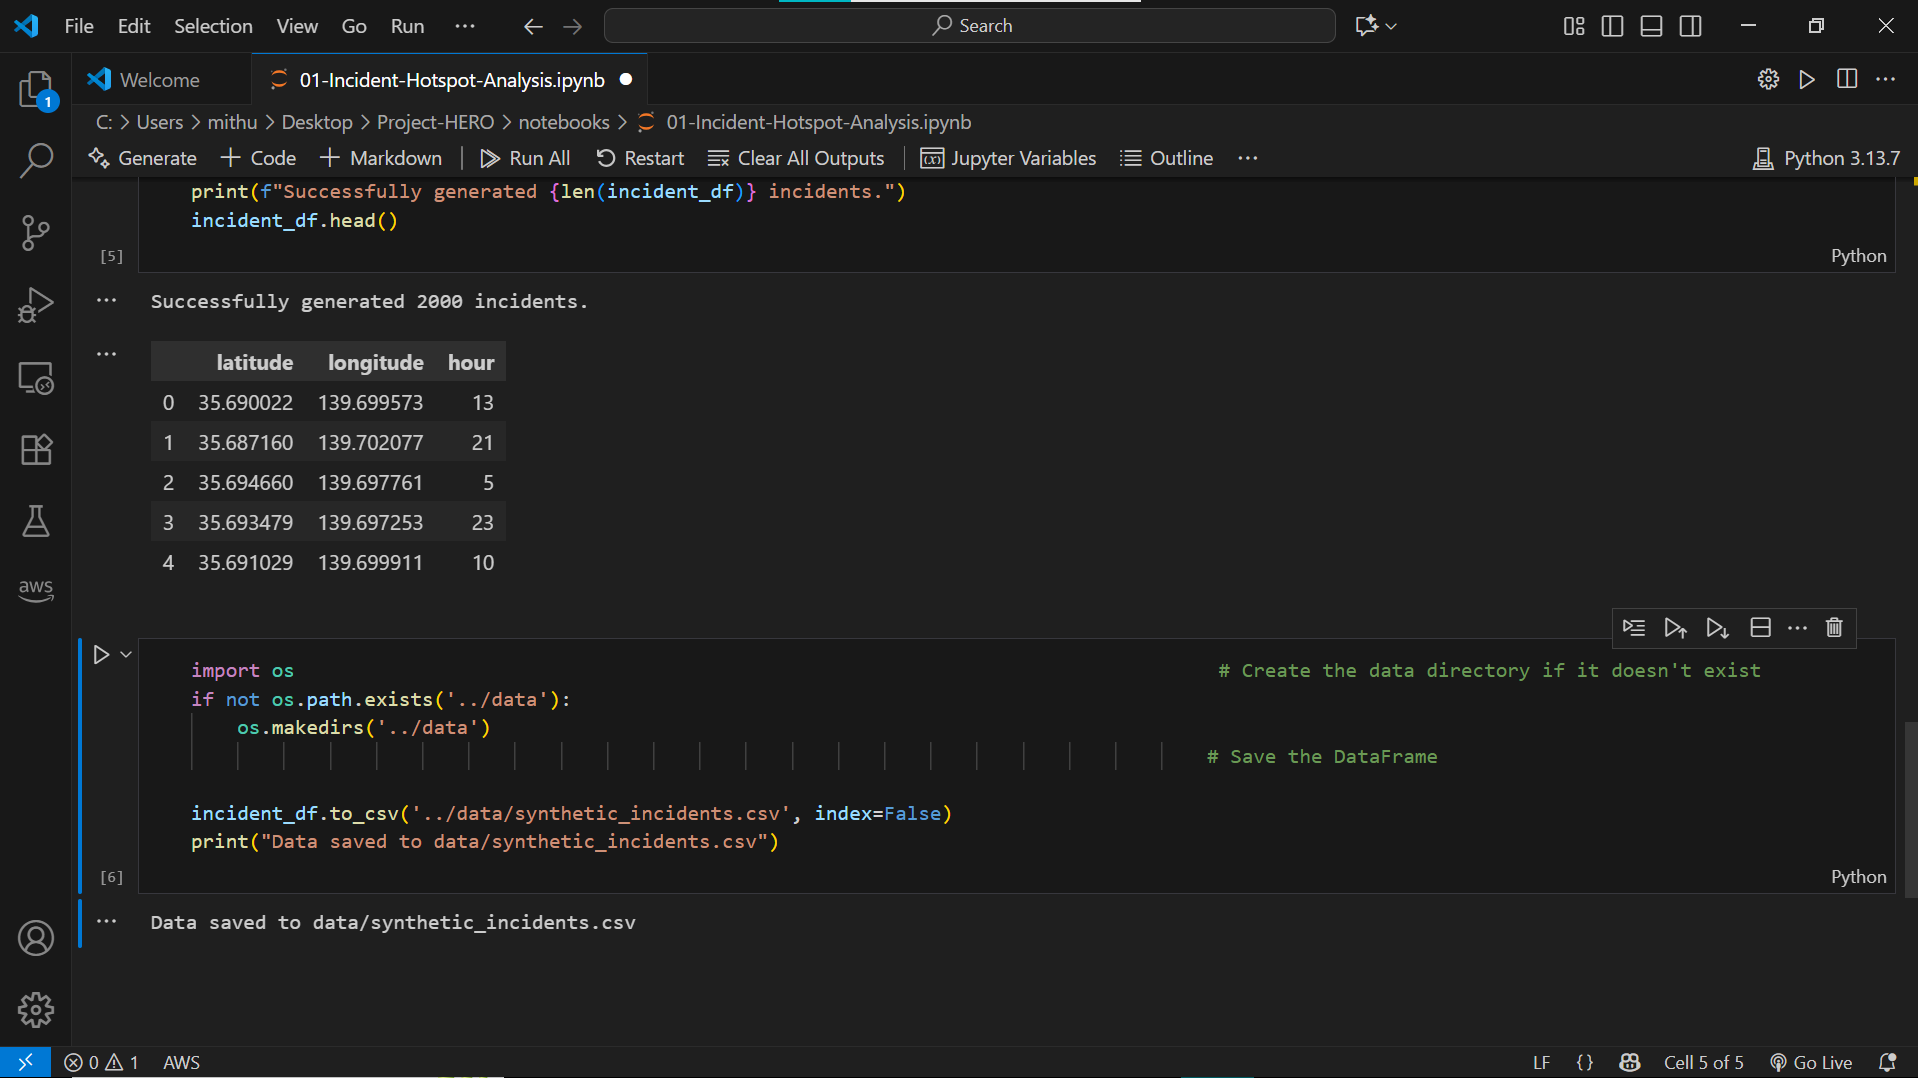 File Edit Selection View Go Run ··· Search
Welcome 01-Incident-Hotspot-Analysis.ipynb
1
C: > Users > mithu > Desktop > Project-HERO > notebooks > 01-Incident-Hotspot-Analysis.ipynb
Generate + Code + Markdown | Run All Restart Clear All Outputs | Jupyter Variables Outline ··· Python 3.13.7
print(f"Successfully generated {len(incident_df)} incidents.")
incident_df.head()
[5] Python
Successfully generated 2000 incidents.
latitude longitude hour
0 35.690022 139.699573 13
1 35.687160 139.702077 21
2 35.694660 139.697761 5
3 35.693479 139.697253 23
4 35.691029 139.699911 10
aws
import os # Create the data directory if it doesn't exist
if not os.path.exists('../data'):
os.makedirs('../data')
# Save the DataFrame
incident_df.to_csv('../data/synthetic_incidents.csv', index=False)
print("Data saved to data/synthetic_incidents.csv")
[6] Python
Data saved to data/synthetic_incidents.csv
0 1 AWS LF {} Cell 5 of 5 Go Live